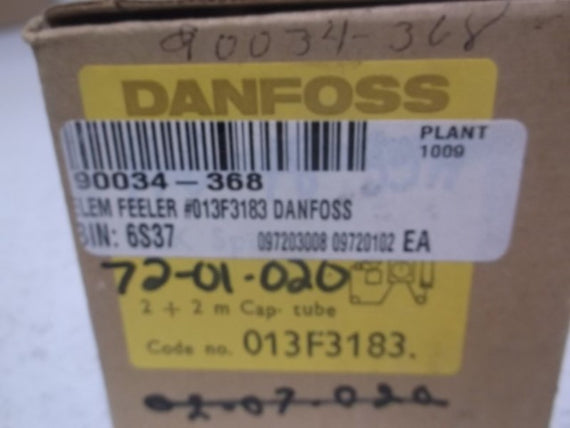 90034-368
DANFOSS
PLANT
1009
90034-368
ELEM FEELER #013F3183 DANFOSS
BIN: 6S37 097203008 09720102 EA
72-01-020
2 + 2 m Cap. tube
Code no. 013F3183.
02-07-020